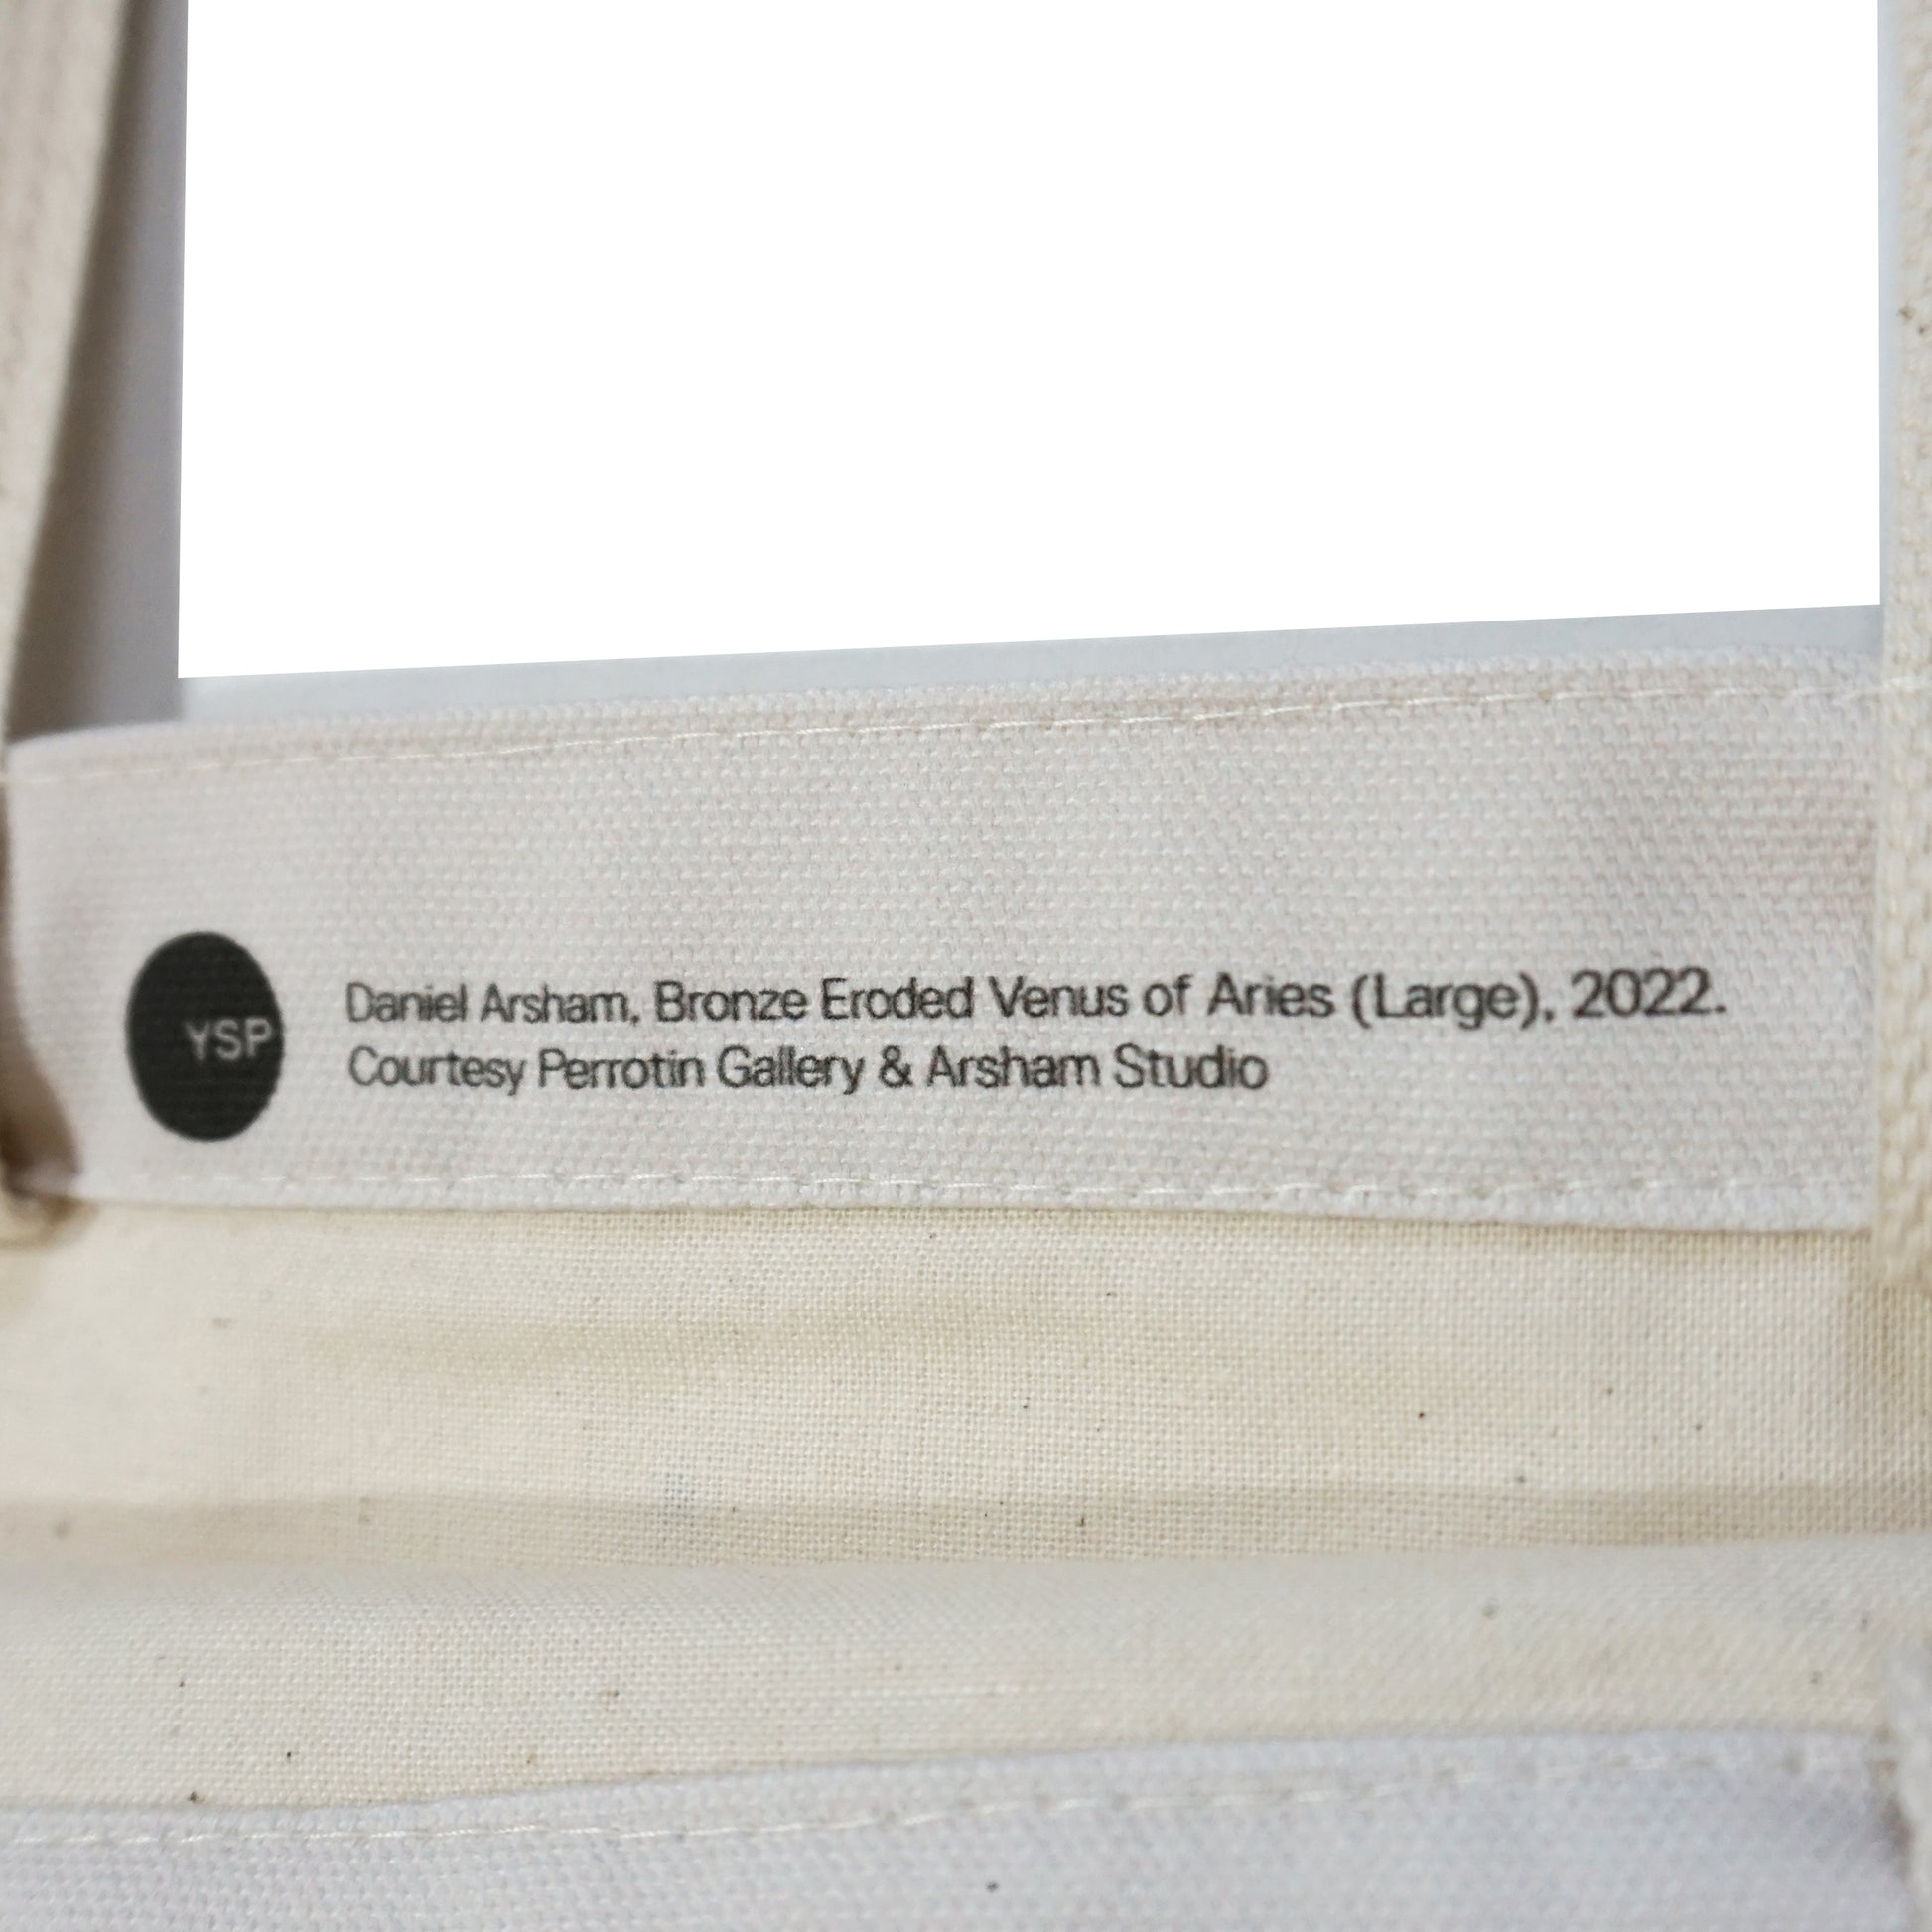 YSP
Daniel Arsham, Bronze Eroded Venus of Aries (Large), 2022.
Courtesy Perrotin Gallery & Arsham Studio